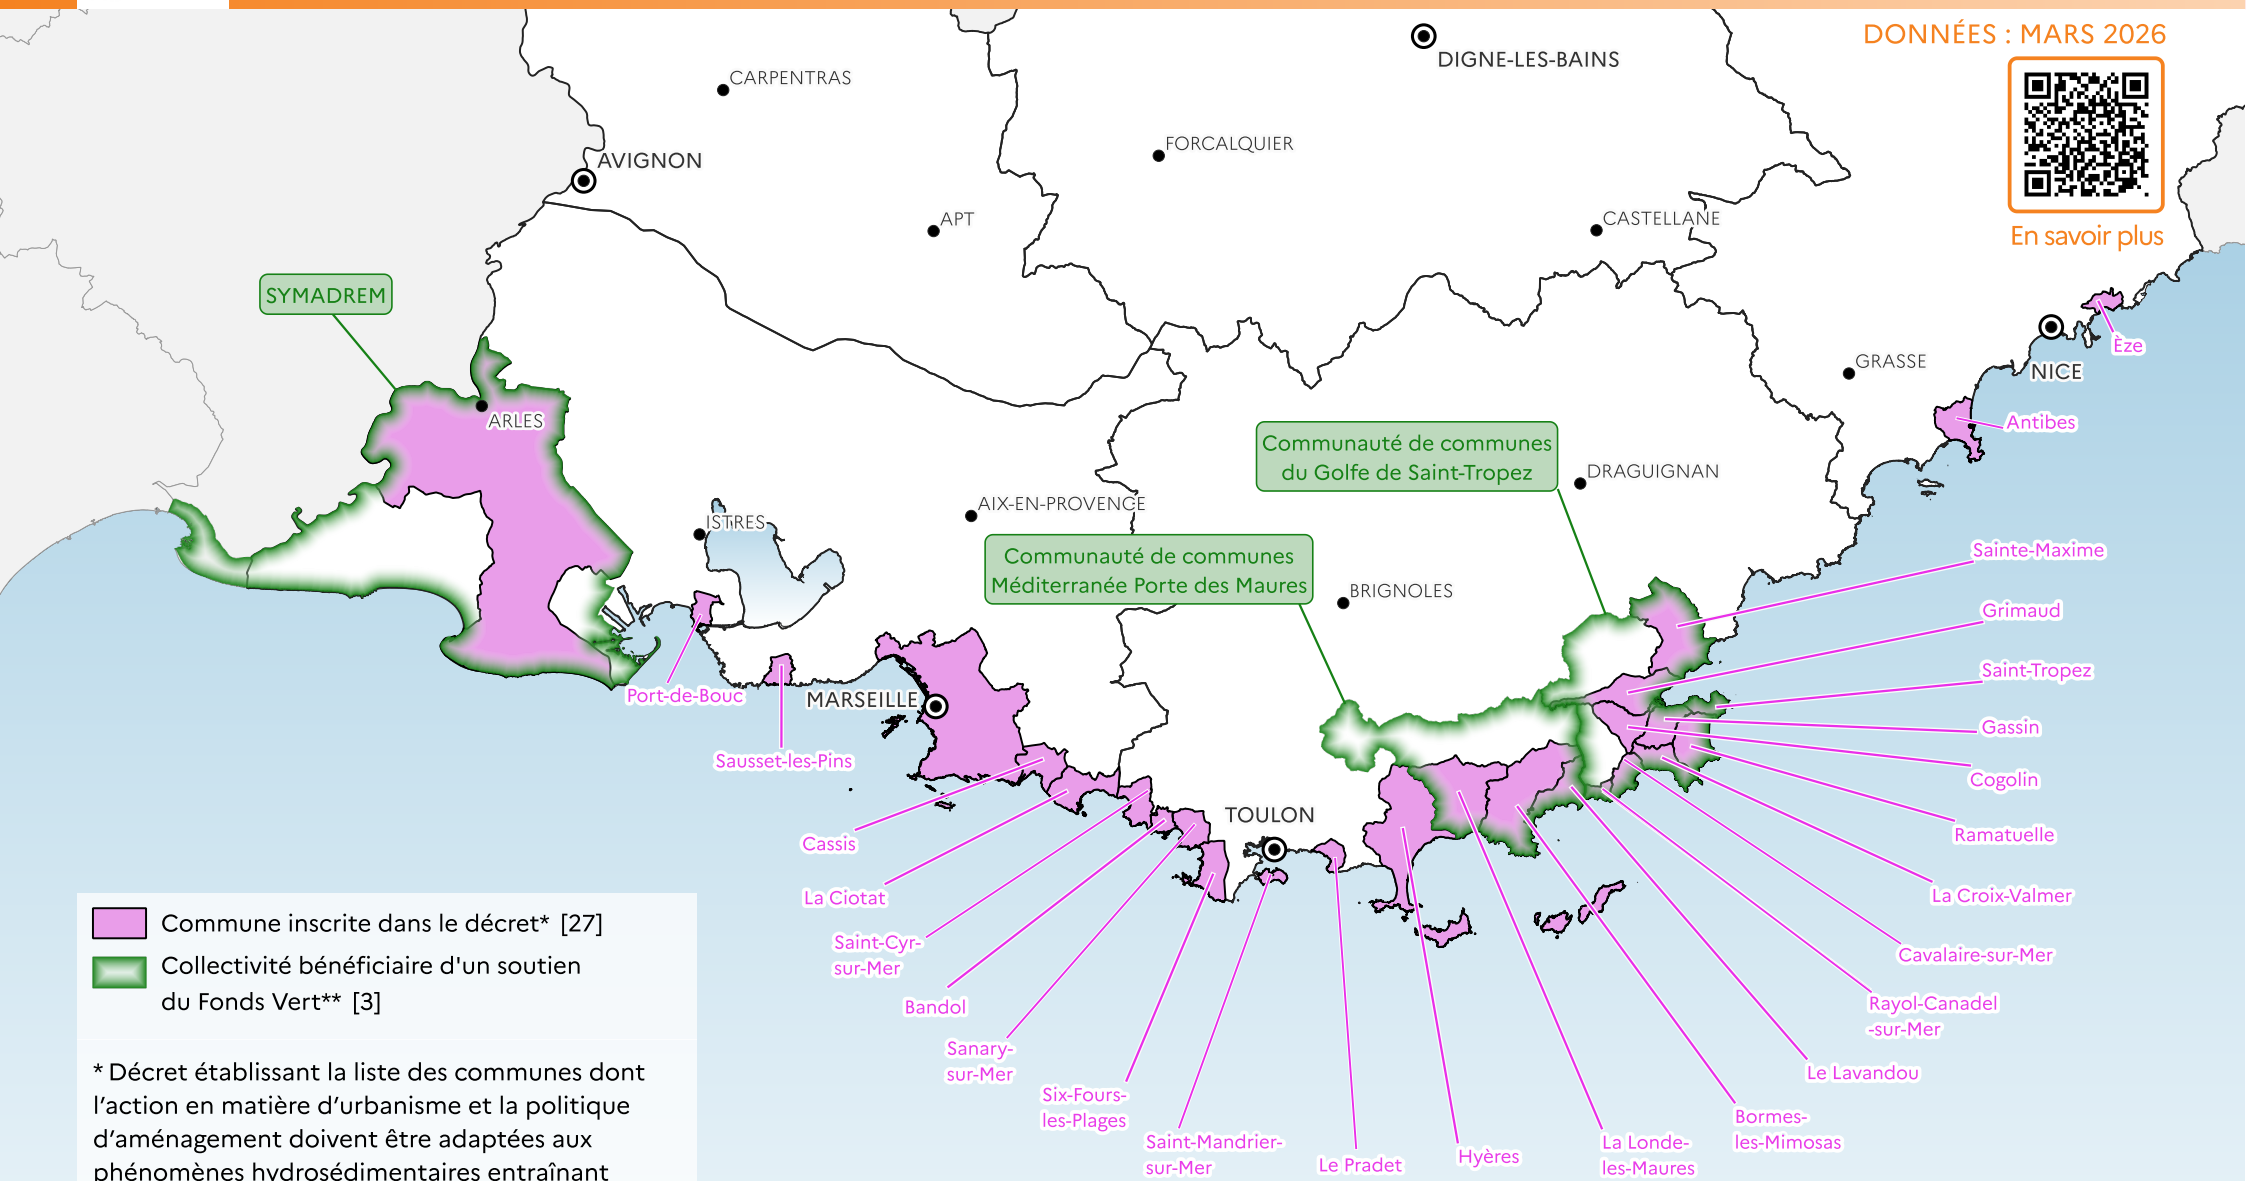 DONNÉES : MARS 2026
En savoir plus
DIGNE-LES-BAINS
CARPENTRAS
FORCALQUIER
AVIGNON
APT
CASTELLANE
SYMADREM
ARLES
Èze
NICE
GRASSE
Antibes
Communauté de communes
du Golfe de Saint-Tropez
DRAGUIGNAN
AIX-EN-PROVENCE
ISTRES
Communauté de communes
Méditerranée Porte des Maures
BRIGNOLES
Sainte-Maxime
Grimaud
Saint-Tropez
Gassin
Cogolin
Ramatuelle
La Croix-Valmer
Cavalaire-sur-Mer
Rayol-Canadel
-sur-Mer
Le Lavandou
Bormes-
les-Mimosas
La Londe-
les-Maures
Hyères
Le Pradet
Saint-Mandrier-
sur-Mer
Six-Fours-
les-Plages
Sanary-
sur-Mer
Bandol
Saint-Cyr-
sur-Mer
La Ciotat
Cassis
TOULON
MARSEILLE
Port-de-Bouc
Sausset-les-Pins
Commune inscrite dans le décret* [27]
Collectivité bénéficiaire d'un soutien
du Fonds Vert** [3]
* Décret établissant la liste des communes dont
l’action en matière d’urbanisme et la politique
d’aménagement doivent être adaptées aux
phénomènes hydrosédimentaires entraînant